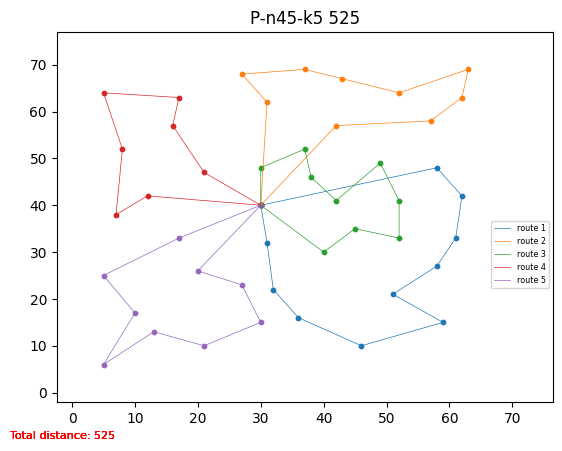 P-n45-k5 525
70
60
50
40
30
20
10
0
route 1
route 2
route 3
route 4
route 5
0 10 20 30 40 50 60 70
Total distance: 525